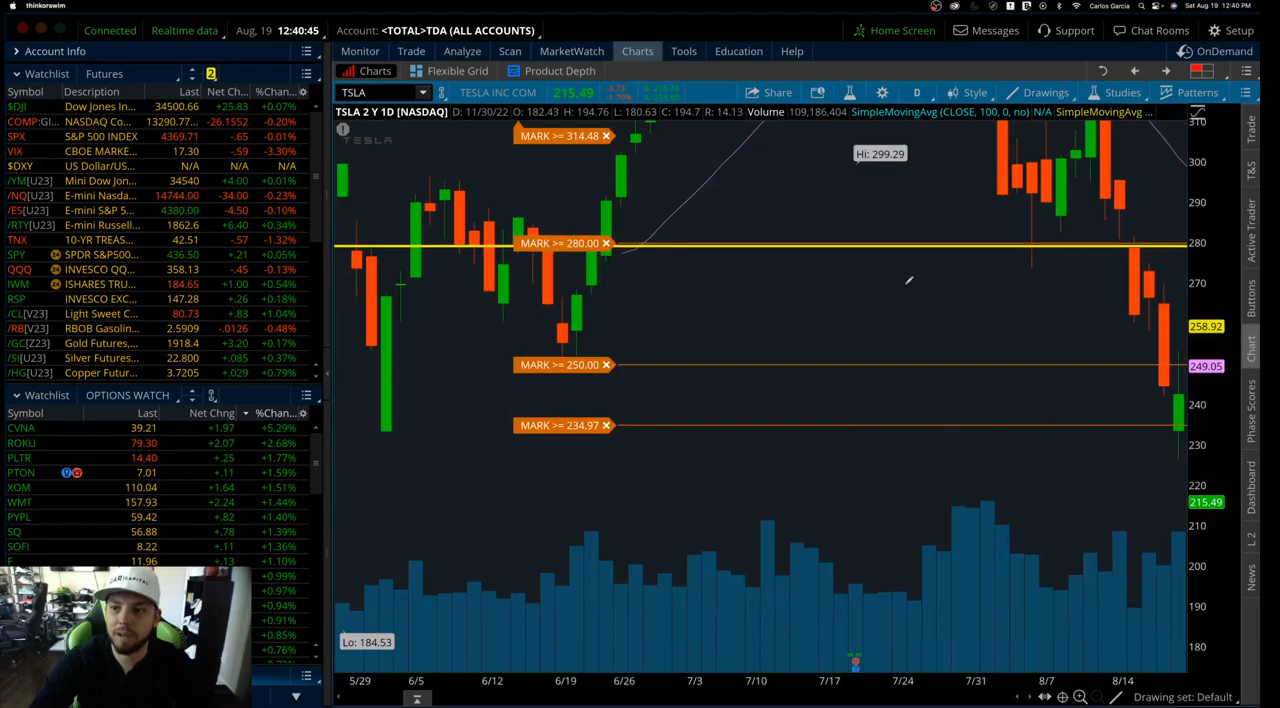 thinkorswim
Carlos Garcia
Sat Aug 19 12:40 PM
Connected
Realtime data
Aug, 19
12:40:45
Account: <TOTAL>TDA (ALL ACCOUNTS)
Home Screen
Messages
Support
Chat Rooms
Setup
Account Info
Monitor Trade Analyze Scan MarketWatch Charts Tools Education Help
OnDemand
Watchlist Futures 2
Charts Flexible Grid Product Depth
Symbol Description Last Net Ch... %Chan...
TSLA
TESLA INC COM
215.49
-3.73
-1.70%
Share
D
Style
Drawings
Studies
Patterns
TSLA 2 Y 1D [NASDAQ] D: 11/30/22 O: 182.43 H: 194.76 L: 180.63 C: 194.7 R: 14.13 Volume 109,186,404 SimpleMovingAvg (CLOSE, 100, 0, no) N/A SimpleMovingAvg ...
$DJI Dow Jones In... 34500.66 +25.83 +0.07%
COMP:GI... NASDAQ Co... 13290.77... -26.1552 -0.20%
SPX S&P 500 INDEX 4369.71 -.65 -0.01%
VIX CBOE MARKE... 17.30 -.59 -3.30%
$DXY US Dollar/US... N/A N/A N/A
/YM[U23] Mini Dow Jon... 34540 +4.00 +0.01%
/NQ[U23] E-mini Nasda... 14744.00 -34.00 -0.23%
/ES[U23] E-mini S&P 5... 4380.00 -4.50 -0.10%
/RTY[U23] E-mini Russell... 1862.6 +6.40 +0.34%
TNX 10-YR TREAS... 42.51 -.57 -1.32%
SPY SPDR S&P500... 436.50 +.21 +0.05%
QQQ INVESCO QQ... 358.13 -.45 -0.13%
IWM ISHARES TRU... 184.65 +1.00 +0.54%
RSP INVESCO EXC... 147.28 +.26 +0.18%
/CL[V23] Light Sweet C... 80.73 +.83 +1.04%
/RB[V23] RBOB Gasolin... 2.5909 -.0126 -0.48%
/GC[Z23] Gold Futures,... 1918.4 +3.20 +0.17%
/SI[U23] Silver Futures... 22.800 +.085 +0.37%
/HG[U23] Copper Futur... 3.7205 +.029 +0.79%
Watchlist OPTIONS WATCH
Symbol Last Net Chng %Chan...
CVNA 39.21 +1.97 +5.29%
ROKU 79.30 +2.07 +2.68%
PLTR 14.40 +.25 +1.77%
PTON 7.01 +.11 +1.59%
XOM 110.04 +1.64 +1.51%
WMT 157.93 +2.24 +1.44%
PYPL 59.42 +.82 +1.40%
SQ 56.88 +.78 +1.39%
SOFI 8.22 +.11 +1.36%
F 11.96 +.13 +1.10%
+0.99%
+0.97%
+0.94%
+0.91%
+0.85%
+0.76%
CAPITAL
TESLA
MARK >= 314.48
Hi: 299.29
MARK >= 280.00
MARK >= 250.00
MARK >= 234.97
Lo: 184.53
310
300
290
280
270
258.92
249.05
240
230
220
215.49
210
200
190
180
5/29 6/5 6/12 6/19 6/26 7/3 7/10 7/17 7/24 7/31 8/7 8/14
Drawing set: Default
Trade
T&S
Active Trader
Buttons
Chart
Phase Scores
Dashboard
L 2
News